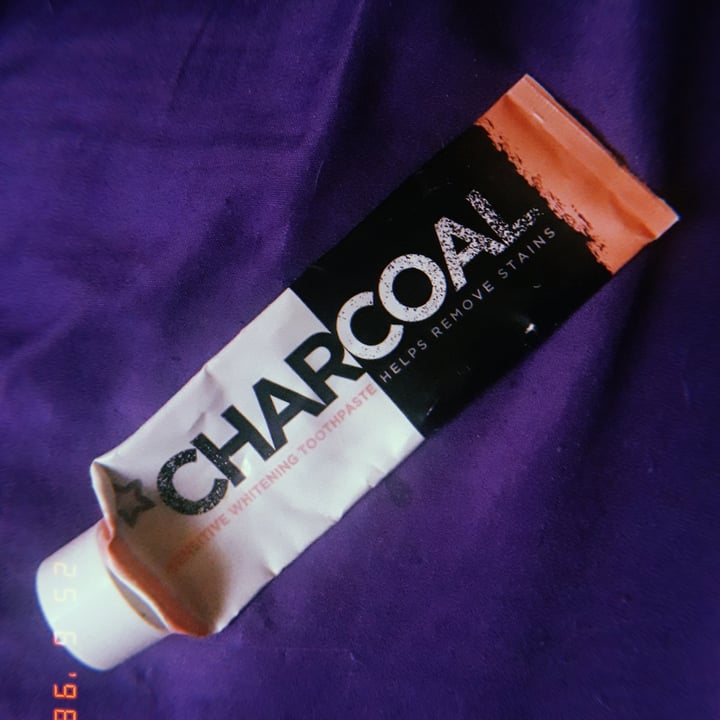 CHARCOAL
SENSITIVE WHITENING TOOTHPASTE HELPS REMOVE STAINS